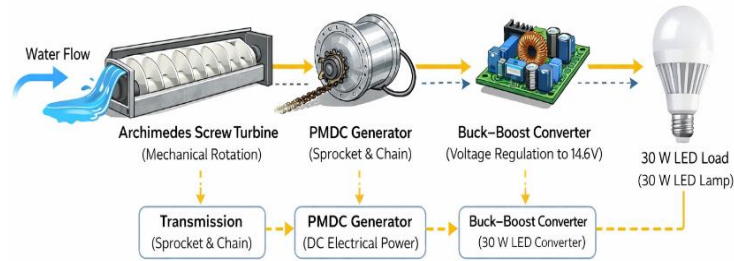 Water Flow
Archimedes Screw Turbine
(Mechanical Rotation)
PMDC Generator
(Sprocket & Chain)
Buck–Boost Converter
(Voltage Regulation to 14.6V)
30 W LED Load
(30 W LED Lamp)
Transmission
(Sprocket & Chain)
PMDC Generator
(DC Electrical Power)
Buck–Boost Converter
(30 W LED Converter)